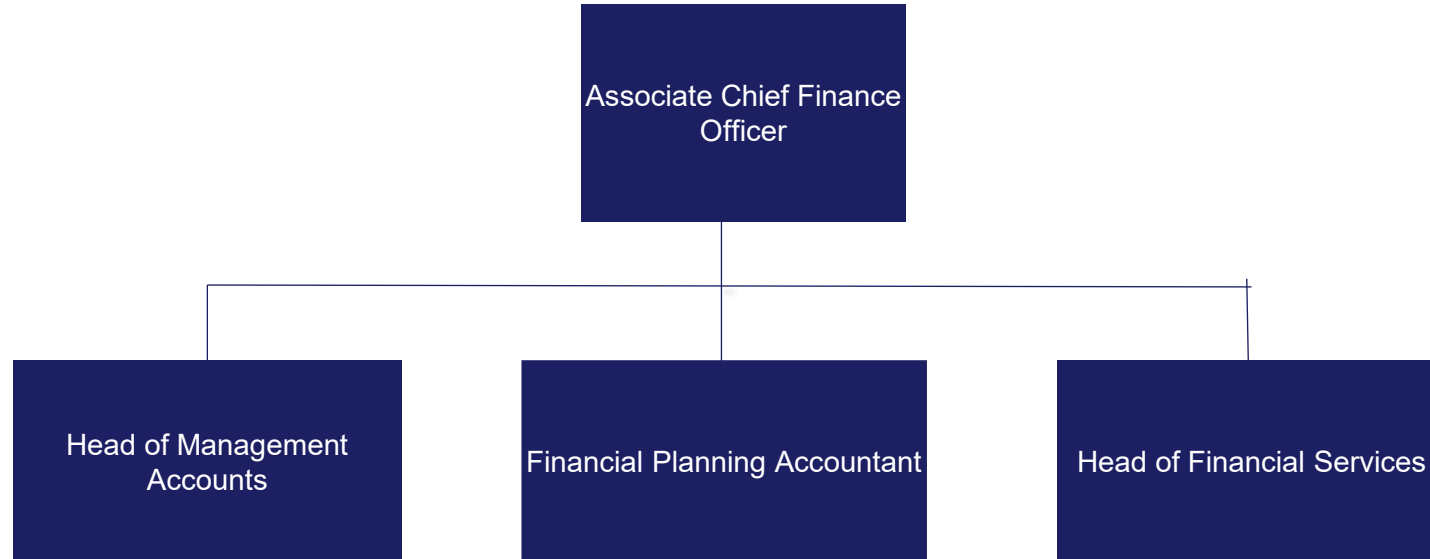 Associate Chief Finance
Officer
Head of Management
Accounts
Financial Planning Accountant
Head of Financial Services